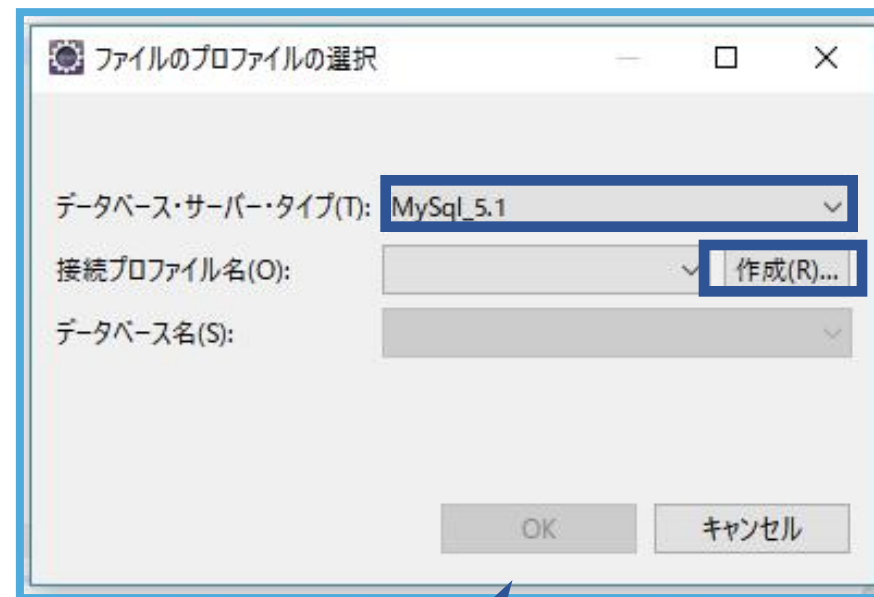 ファイルのプロファイルの選択
データベース・サーバー・タイプ(T): MySql_5.1
接続プロファイル名(O): 作成(R)...
データベース名(S):
OK キャンセル